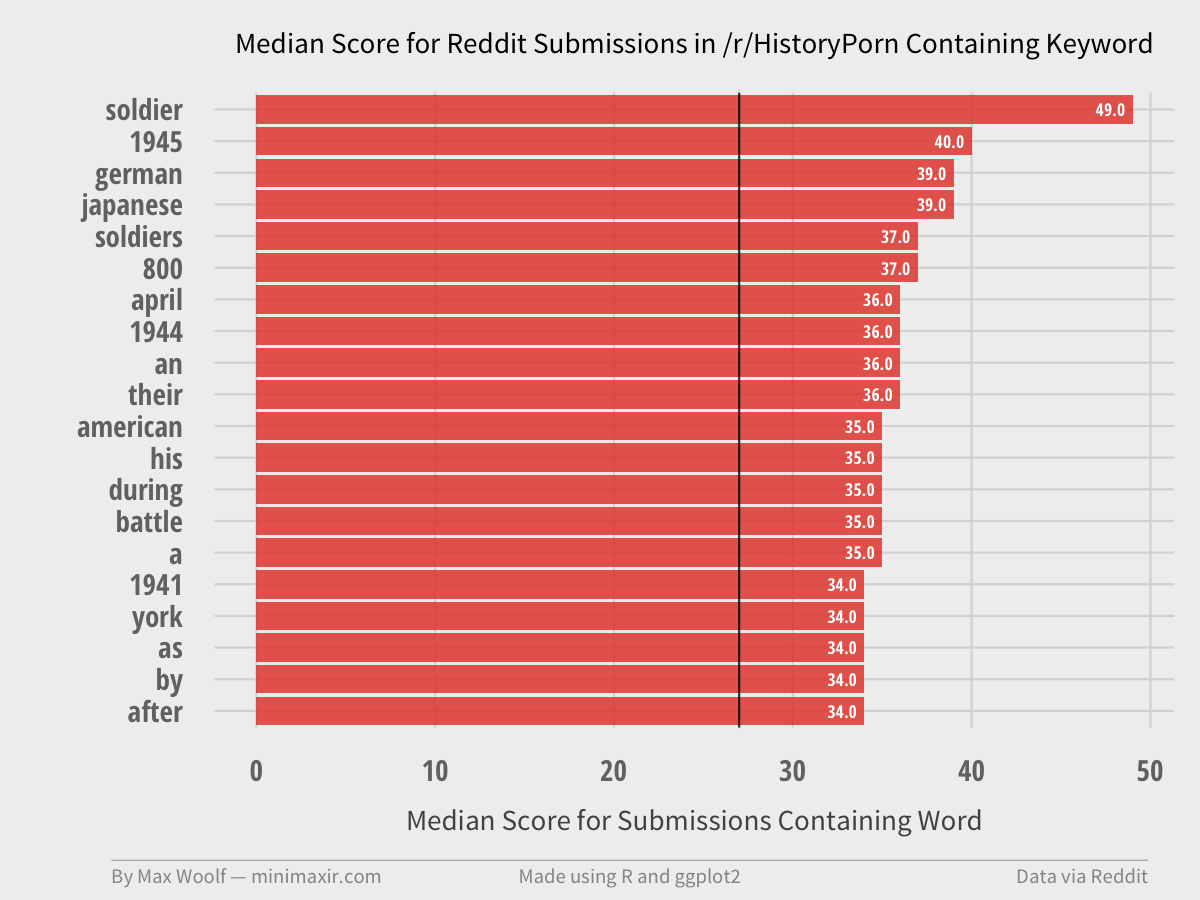 Median Score for Reddit Submissions in /r/HistoryPorn Containing Keyword
soldier 49.0
1945 40.0
german 39.0
japanese 39.0
soldiers 37.0
800 37.0
april 36.0
1944 36.0
an 36.0
their 36.0
american 35.0
his 35.0
during 35.0
battle 35.0
a 35.0
1941 34.0
york 34.0
as 34.0
by 34.0
after 34.0
0 10 20 30 40 50
Median Score for Submissions Containing Word
By Max Woolf — minimaxir.com Made using R and ggplot2 Data via Reddit